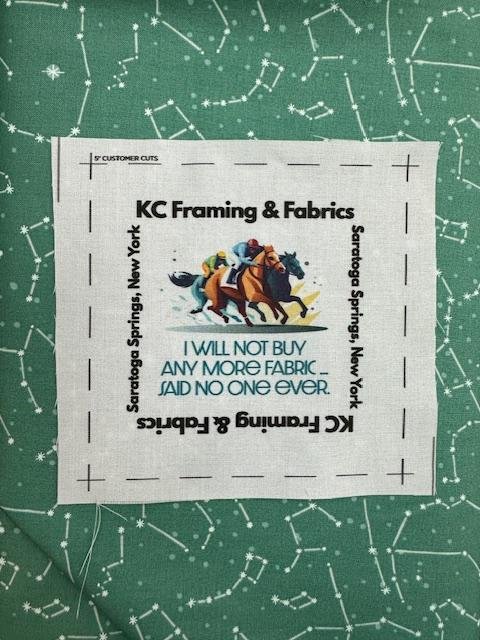 5" CUSTOMER CUTS
KC Framing & Fabrics
Saratoga Springs, New York
Saratoga Springs, New York
I WILL NOT BUY
ANY MORE FABRIC ...
SAID NO ONE EVER.
KC Framing & Fabrics